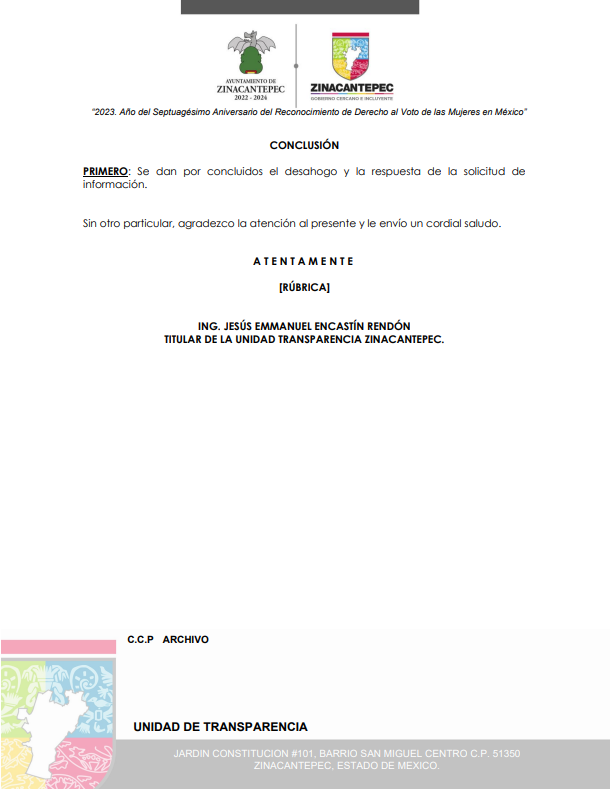 AYUNTAMIENTO DE
ZINACANTEPEC
2022 - 2024
ZINACANTEPEC
GOBIERNO CERCANO E INCLUYENTE
"2023. Año del Septuagésimo Aniversario del Reconocimiento de Derecho al Voto de las Mujeres en México"
CONCLUSIÓN
PRIMERO: Se dan por concluidos el desahogo y la respuesta de la solicitud de
información.
Sin otro particular, agradezco la atención al presente y le envío un cordial saludo.
A T E N T A M E N T E
[RÚBRICA]
ING. JESÚS EMMANUEL ENCASTÍN RENDÓN
TITULAR DE LA UNIDAD TRANSPARENCIA ZINACANTEPEC.
C.C.P ARCHIVO
UNIDAD DE TRANSPARENCIA
JARDIN CONSTITUCION #101, BARRIO SAN MIGUEL CENTRO C.P. 51350
ZINACANTEPEC, ESTADO DE MEXICO.